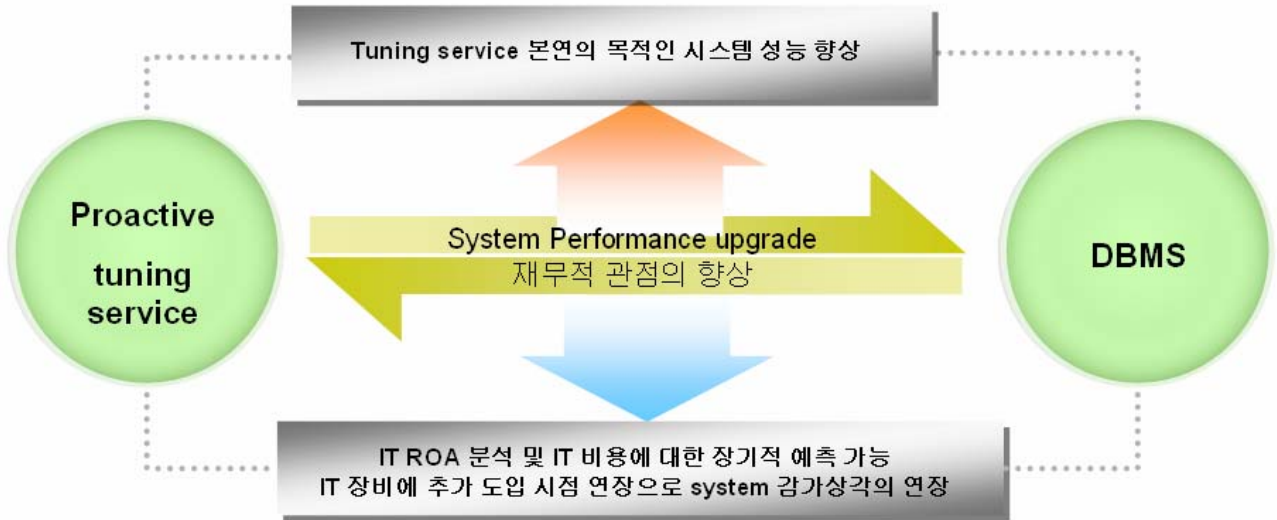 Tuning service 본연의 목적인 시스템 성능 향상
Proactive
tuning
service
System Performance upgrade
재무적 관점의 향상
DBMS
IT ROA 분석 및 IT 비용에 대한 장기적 예측 가능
IT 장비에 추가 도입 시점 연장으로 system 감가상각의 연장